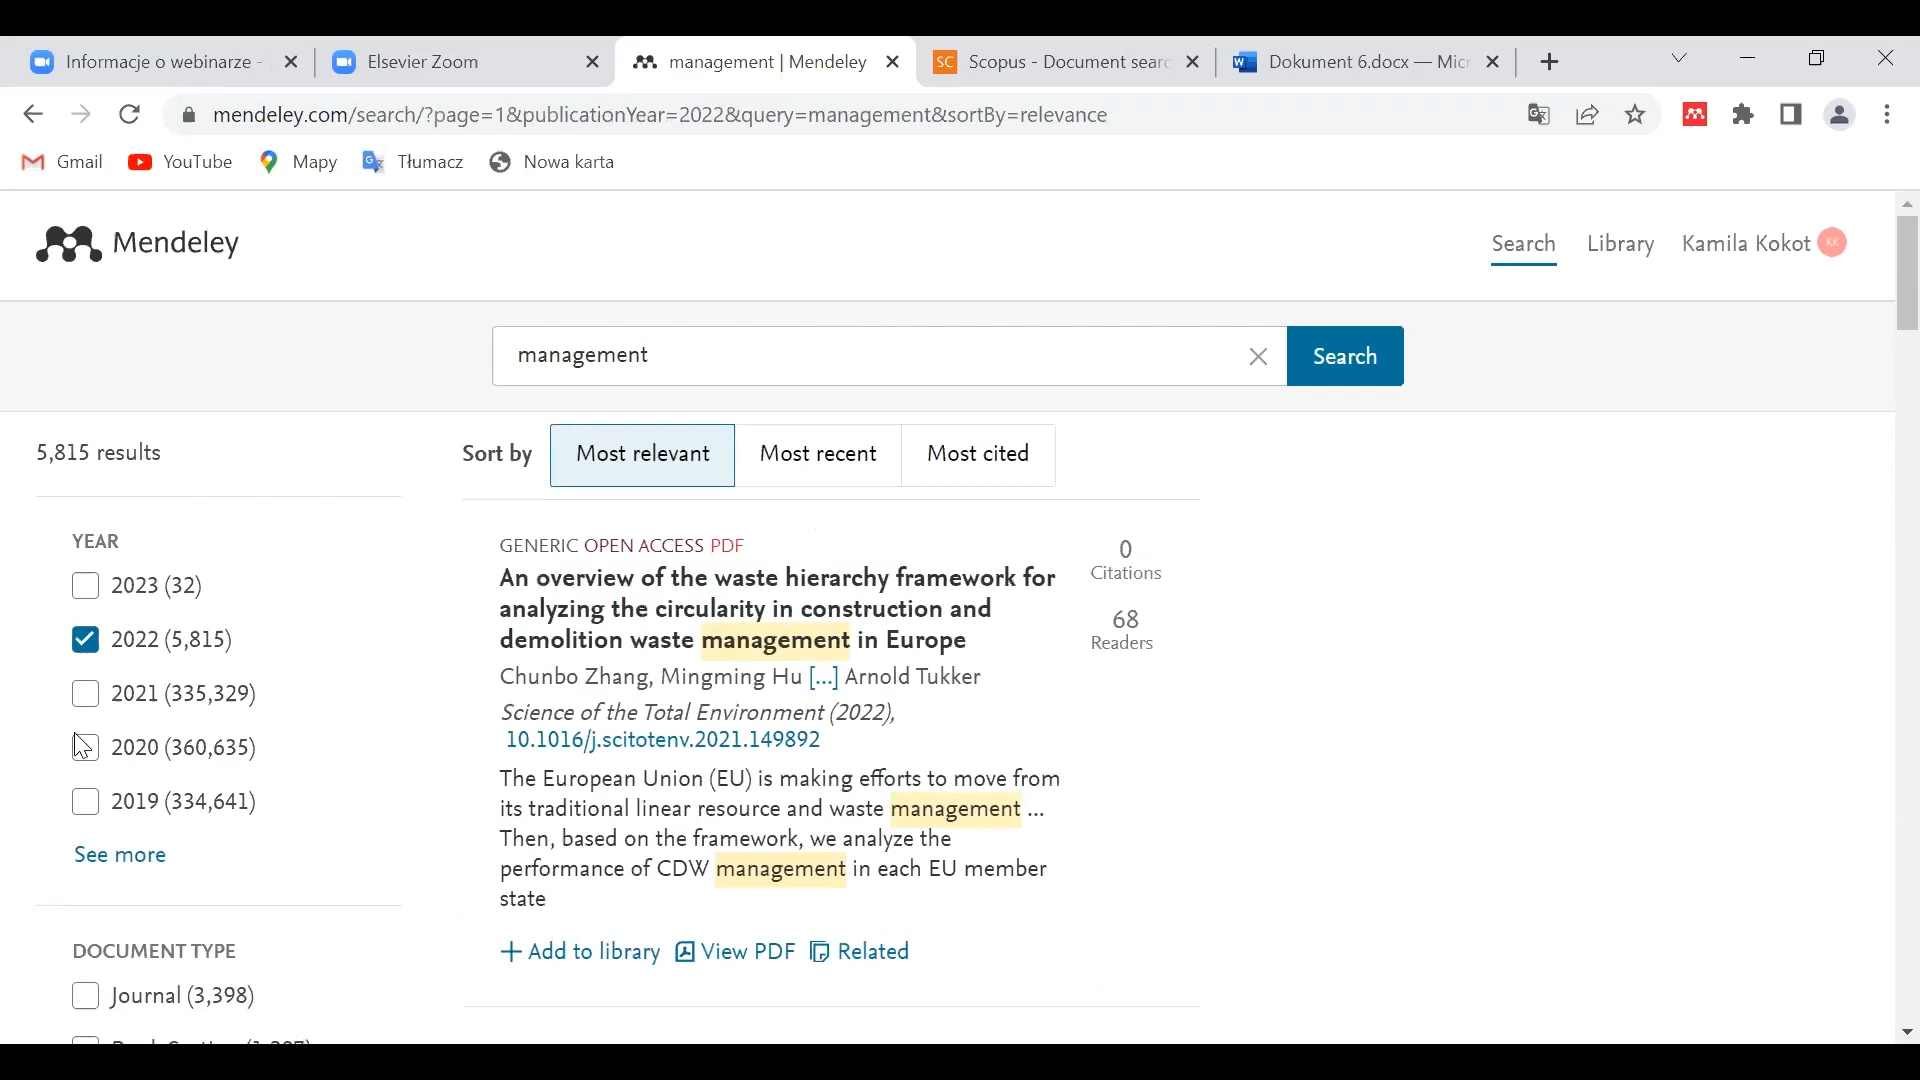 Informacje o webinarze -
Elsevier Zoom
management | Mendeley
SC
Scopus - Document searc
W
Dokument 6.docx — Micr
mendeley.com/search/?page=1&publicationYear=2022&query=management&sortBy=relevance
Gmail
YouTube
Mapy
Tłumacz
Nowa karta
Mendeley
Search
Library
Kamila Kokot
KK
management
Search
5,815 results
Sort by
Most relevant
Most recent
Most cited
YEAR
2023 (32)
2022 (5,815)
2021 (335,329)
2020 (360,635)
2019 (334,641)
See more
DOCUMENT TYPE
Journal (3,398)
GENERIC OPEN ACCESS PDF
An overview of the waste hierarchy framework for
analyzing the circularity in construction and
demolition waste management in Europe
Chunbo Zhang, Mingming Hu [...] Arnold Tukker
Science of the Total Environment (2022),
10.1016/j.scitotenv.2021.149892
The European Union (EU) is making efforts to move from
its traditional linear resource and waste management ...
Then, based on the framework, we analyze the
performance of CDW management in each EU member
state
Add to library
View PDF
Related
0
Citations
68
Readers